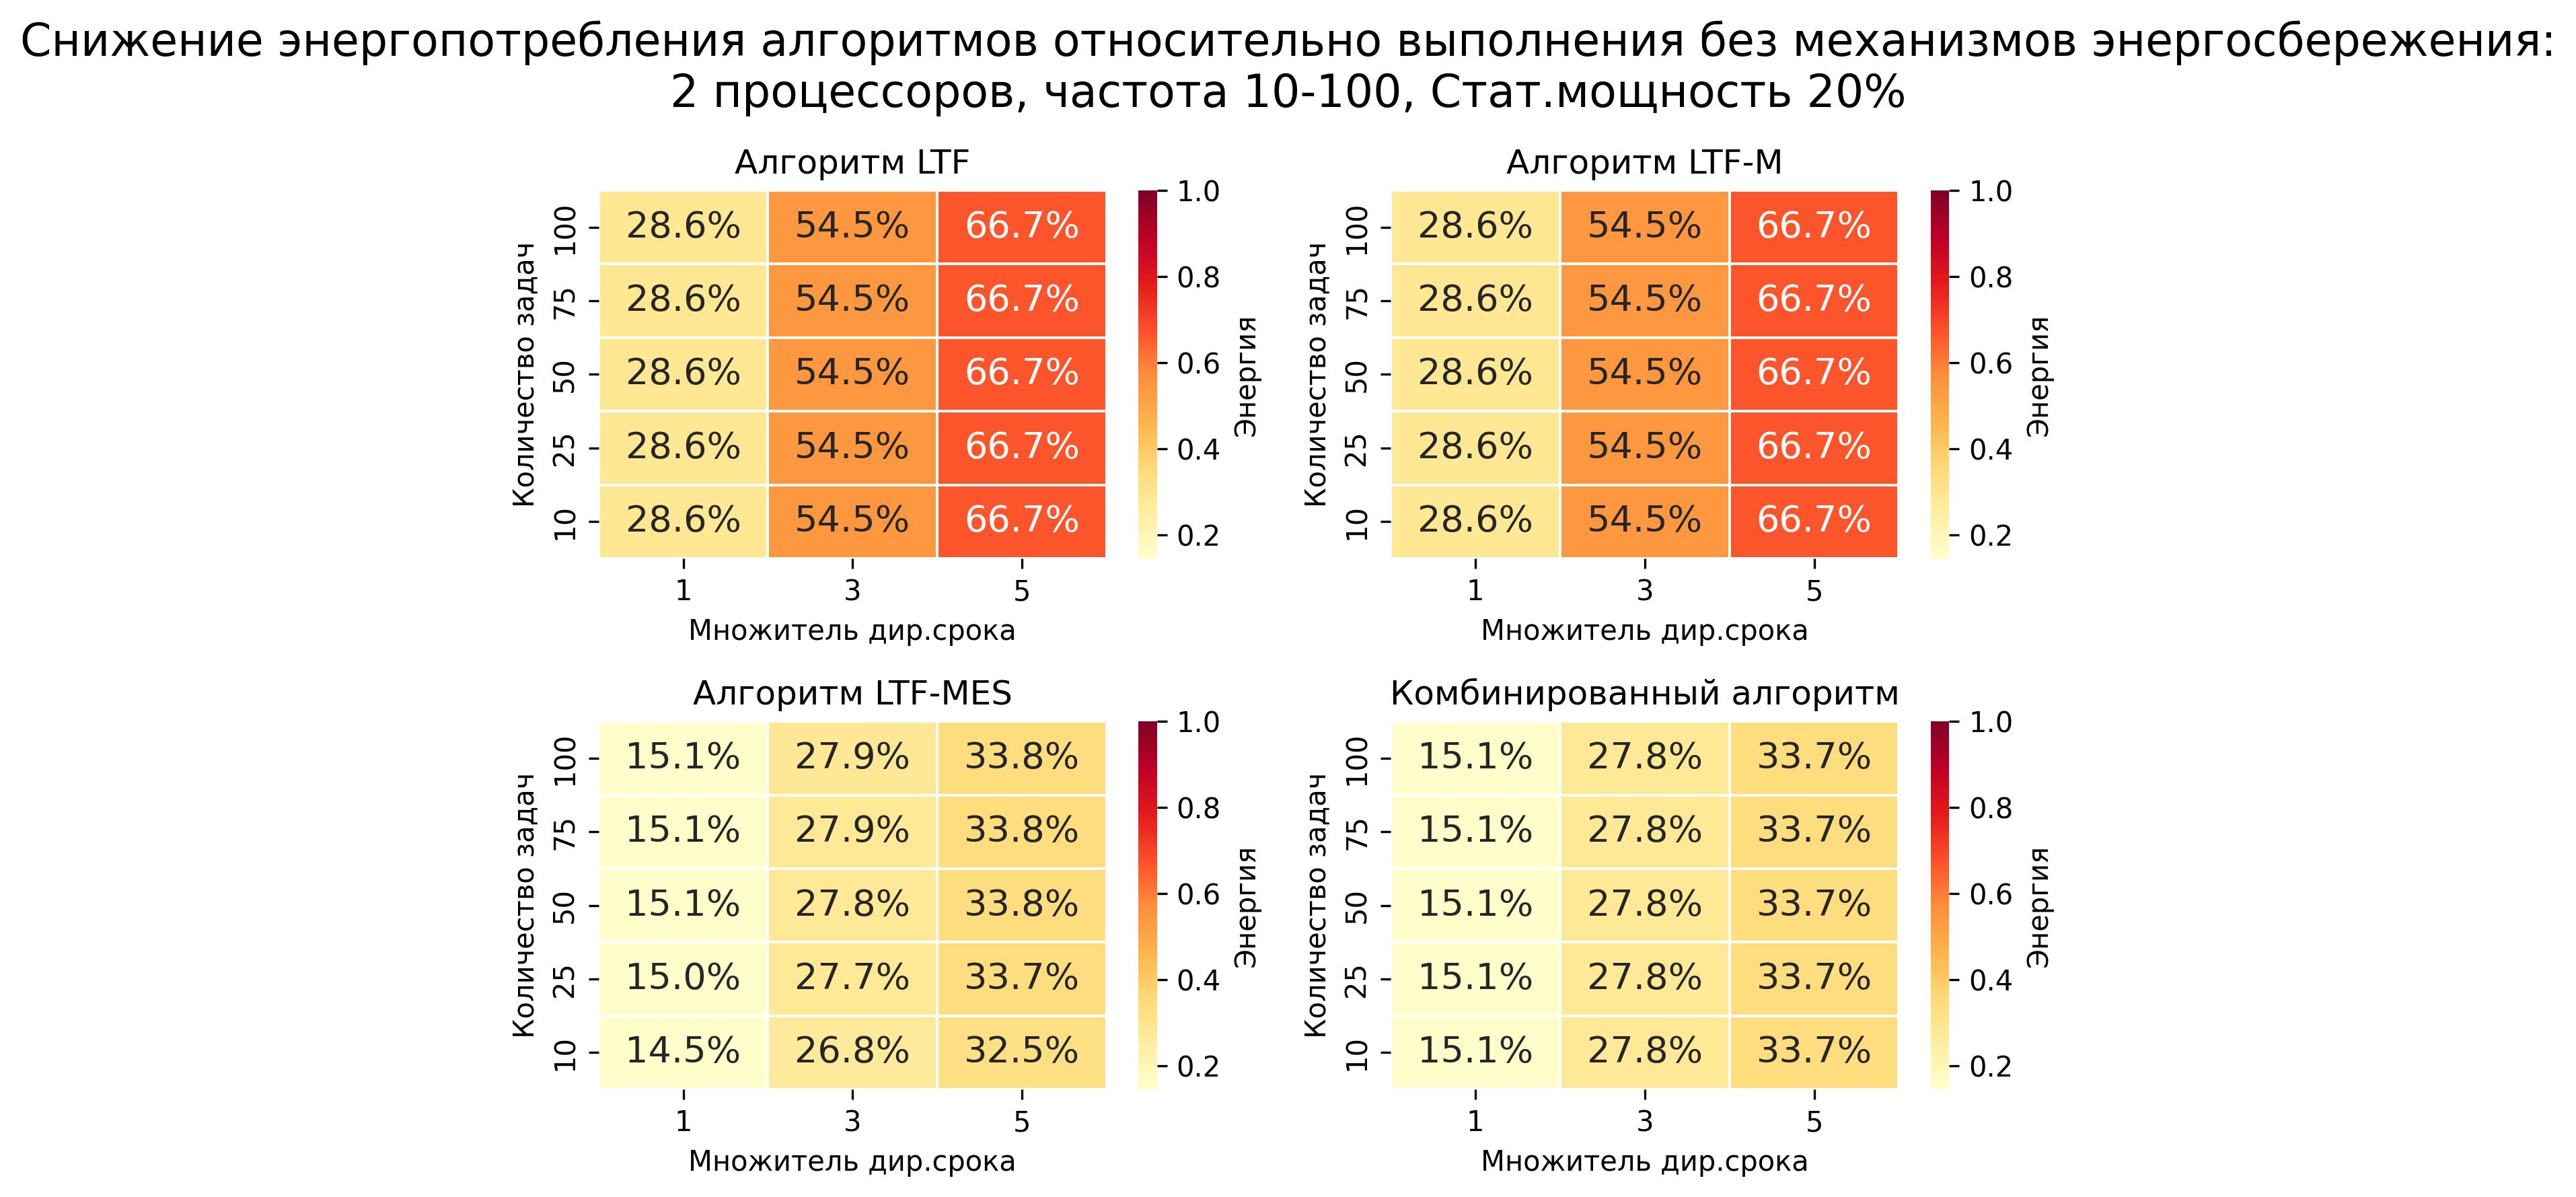 Снижение энергопотребления алгоритмов относительно выполнения без механизмов энергосбережения:
2 процессоров, частота 10-100, Стат.мощность 20%
Алгоритм LTF
Количество задач
100 28.6% 54.5% 66.7%
75 28.6% 54.5% 66.7%
50 28.6% 54.5% 66.7%
25 28.6% 54.5% 66.7%
10 28.6% 54.5% 66.7%
1 3 5
Множитель дир.срока
1.0
0.8
0.6
0.4
0.2
Энергия
Алгоритм LTF-M
Количество задач
100 28.6% 54.5% 66.7%
75 28.6% 54.5% 66.7%
50 28.6% 54.5% 66.7%
25 28.6% 54.5% 66.7%
10 28.6% 54.5% 66.7%
1 3 5
Множитель дир.срока
1.0
0.8
0.6
0.4
0.2
Энергия
Алгоритм LTF-MES
Количество задач
100 15.1% 27.9% 33.8%
75 15.1% 27.9% 33.8%
50 15.1% 27.8% 33.8%
25 15.0% 27.7% 33.7%
10 14.5% 26.8% 32.5%
1 3 5
Множитель дир.срока
1.0
0.8
0.6
0.4
0.2
Энергия
Комбинированный алгоритм
Количество задач
100 15.1% 27.8% 33.7%
75 15.1% 27.8% 33.7%
50 15.1% 27.8% 33.7%
25 15.1% 27.8% 33.7%
10 15.1% 27.8% 33.7%
1 3 5
Множитель дир.срока
1.0
0.8
0.6
0.4
0.2
Энергия